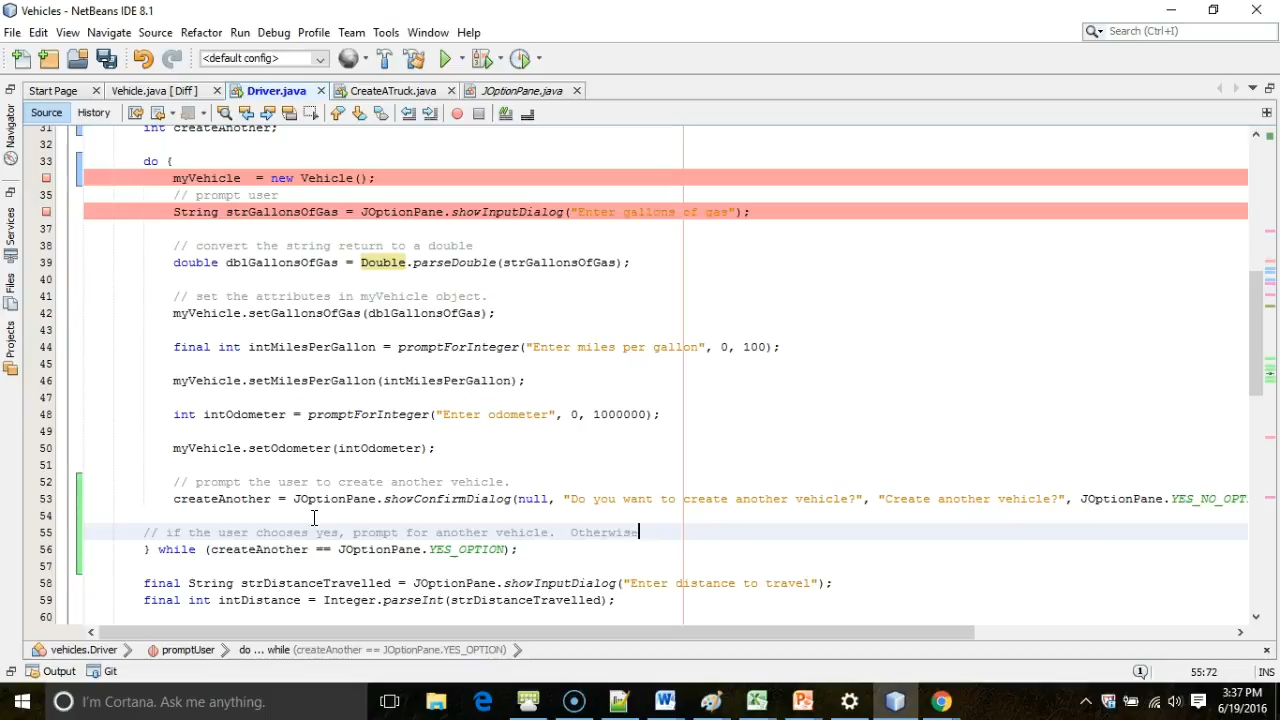 Vehicles - NetBeans IDE 8.1
File Edit View Navigate Source Refactor Run Debug Profile Team Tools Window Help
Search (Ctrl+I)
<default config>
Start Page Vehicle.java [ Diff ] Driver.java CreateATruck.java JOptionPane.java
Source History
Navigator
Services
Files
Projects
31 int createAnother;
32
33 do {
myVehicle = new Vehicle();
35 // prompt user
String strGallonsOfGas = JOptionPane.showInputDialog("Enter gallons of gas");
37
38 // convert the string return to a double
39 double dblGallonsOfGas = Double.parseDouble(strGallonsOfGas);
40
41 // set the attributes in myVehicle object.
42 myVehicle.setGallonsOfGas(dblGallonsOfGas);
43
44 final int intMilesPerGallon = promptForInteger("Enter miles per gallon", 0, 100);
45
46 myVehicle.setMilesPerGallon(intMilesPerGallon);
47
48 int intOdometer = promptForInteger("Enter odometer", 0, 1000000);
49
50 myVehicle.setOdometer(intOdometer);
51
52 // prompt the user to create another vehicle.
53 createAnother = JOptionPane.showConfirmDialog(null, "Do you want to create another vehicle?", "Create another vehicle?", JOptionPane.YES_NO_OPTI
54
55 // if the user chooses yes, prompt for another vehicle.  Otherwise
56 } while (createAnother == JOptionPane.YES_OPTION);
57
58 final String strDistanceTravelled = JOptionPane.showInputDialog("Enter distance to travel");
59 final int intDistance = Integer.parseInt(strDistanceTravelled);
60
vehicles.Driver promptUser do ... while (createAnother == JOptionPane.YES_OPTION)
Output Git 55:72 INS
I'm Cortana. Ask me anything.
3:37 PM
6/19/2016